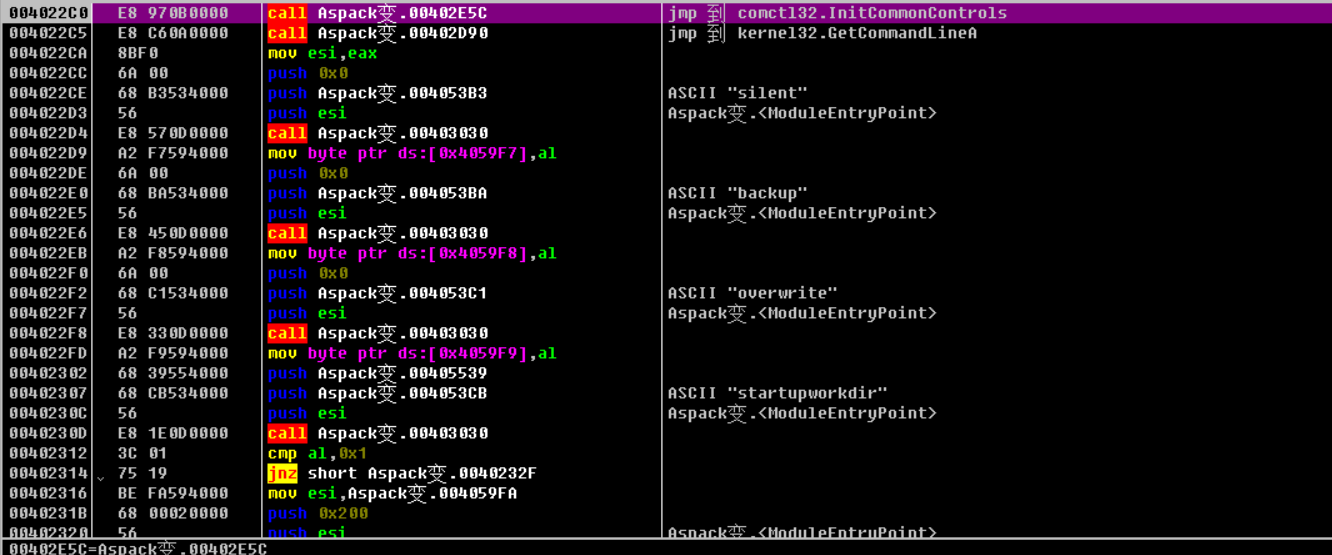 004022C0 E8 970B0000 call Aspack变.00402E5C jmp 到 comctl32.InitCommonControls
004022C5 E8 C60A0000 call Aspack变.00402D90 jmp 到 kernel32.GetCommandLineA
004022CA 8BF0 mov esi,eax
004022CC 6A 00 push 0x0
004022CE 68 B3534000 push Aspack变.004053B3 ASCII "silent"
004022D3 56 push esi Aspack变.<ModuleEntryPoint>
004022D4 E8 570D0000 call Aspack变.00403030
004022D9 A2 F7594000 mov byte ptr ds:[0x4059F7],al
004022DE 6A 00 push 0x0
004022E0 68 BA534000 push Aspack变.004053BA ASCII "backup"
004022E5 56 push esi Aspack变.<ModuleEntryPoint>
004022E6 E8 450D0000 call Aspack变.00403030
004022EB A2 F8594000 mov byte ptr ds:[0x4059F8],al
004022F0 6A 00 push 0x0
004022F2 68 C1534000 push Aspack变.004053C1 ASCII "overwrite"
004022F7 56 push esi Aspack变.<ModuleEntryPoint>
004022F8 E8 330D0000 call Aspack变.00403030
004022FD A2 F9594000 mov byte ptr ds:[0x4059F9],al
00402302 68 39554000 push Aspack变.00405539
00402307 68 CB534000 push Aspack变.004053CB ASCII "startupworkdir"
0040230C 56 push esi Aspack变.<ModuleEntryPoint>
0040230D E8 1E0D0000 call Aspack变.00403030
00402312 3C 01 cmp al,0x1
00402314 75 19 jnz short Aspack变.0040232F
00402316 BE FA594000 mov esi,Aspack变.004059FA
0040231B 68 00020000 push 0x200
00402320 56 push esi Aspack变.<ModuleEntryPoint>
00402E5C=Aspack变.00402E5C